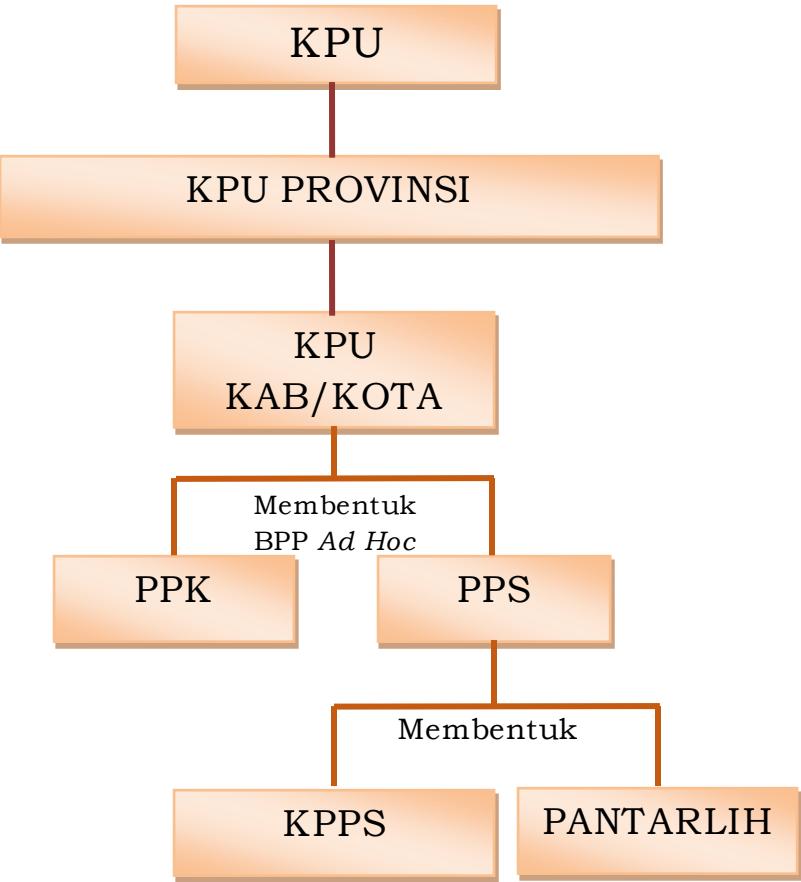 KPU
KPU PROVINSI
KPU
KAB/KOTA
Membentuk
BPP Ad Hoc
PPK
PPS
Membentuk
KPPS
PANTARLIH